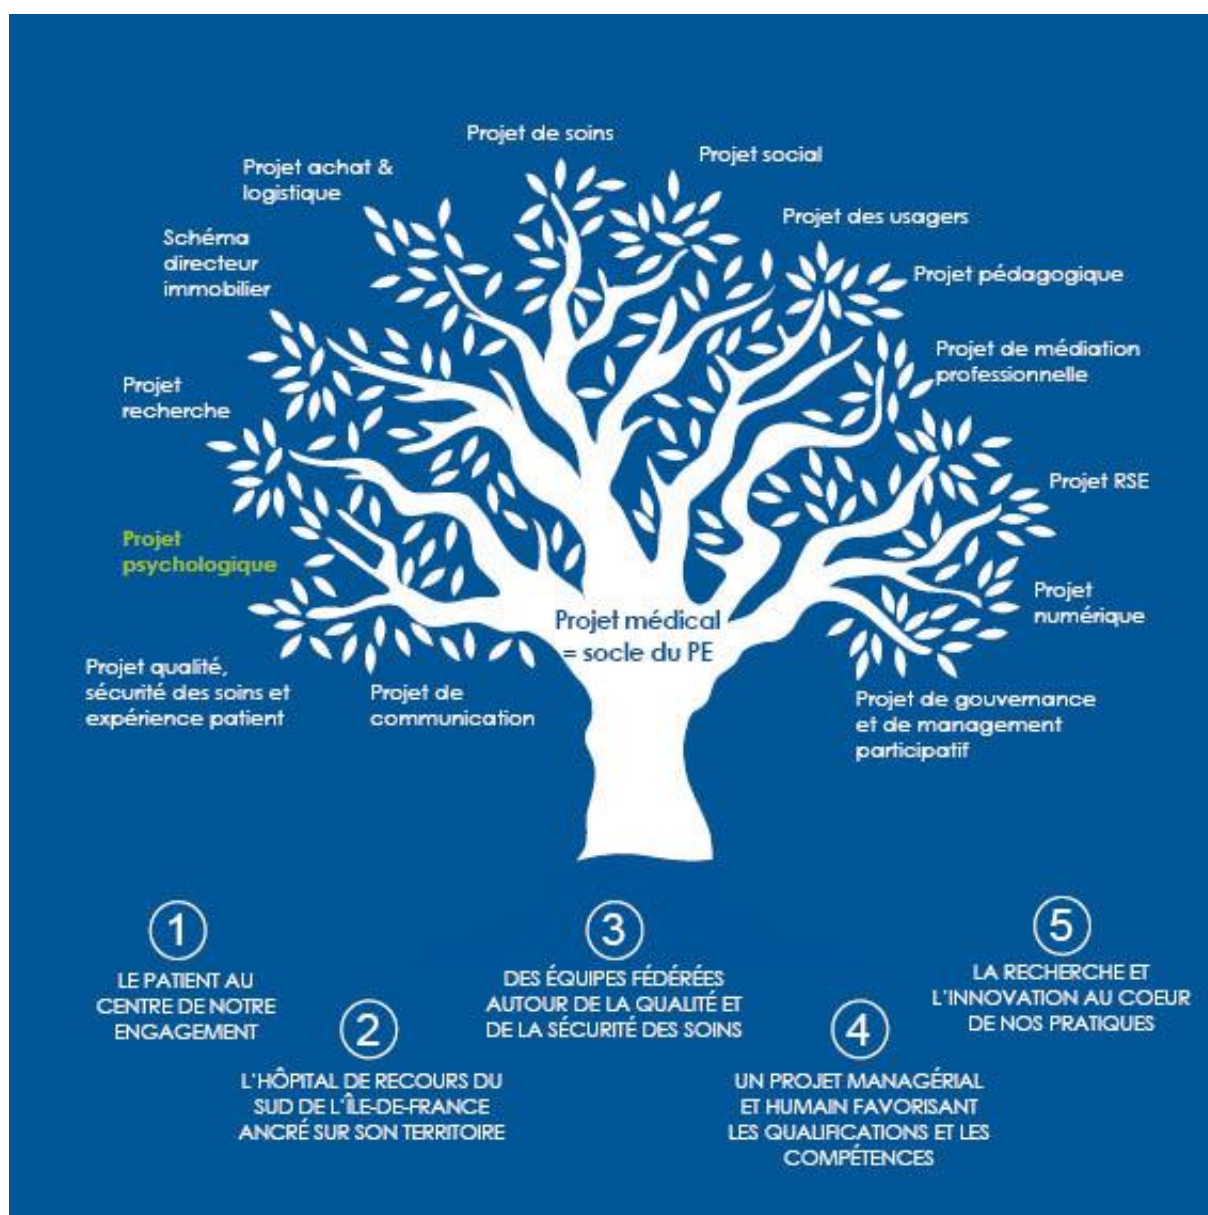 Projet de soins
Projet social
Projet achat &
logistique
Projet des usagers
Schéma
directeur
immobilier
Projet pédagogique
Projet de médiation
professionnelle
Projet
recherche
Projet RSE
Projet
psychologique
Projet
numérique
Projet médical
= socle du PE
Projet qualité,
sécurité des soins et
expérience patient
Projet de
communication
Projet de gouvernance
et de management
participatif
1
LE PATIENT AU
CENTRE DE NOTRE
ENGAGEMENT
2
L'HÔPITAL DE RECOURS DU
SUD DE L'ÎLE-DE-FRANCE
ANCRÉ SUR SON TERRITOIRE
3
DES ÉQUIPES FÉDÉRÉES
AUTOUR DE LA QUALITÉ ET
DE LA SÉCURITÉ DES SOINS
4
UN PROJET MANAGÉRIAL
ET HUMAIN FAVORISANT
LES QUALIFICATIONS ET LES
COMPÉTENCES
5
LA RECHERCHE ET
L'INNOVATION AU COEUR
DE NOS PRATIQUES